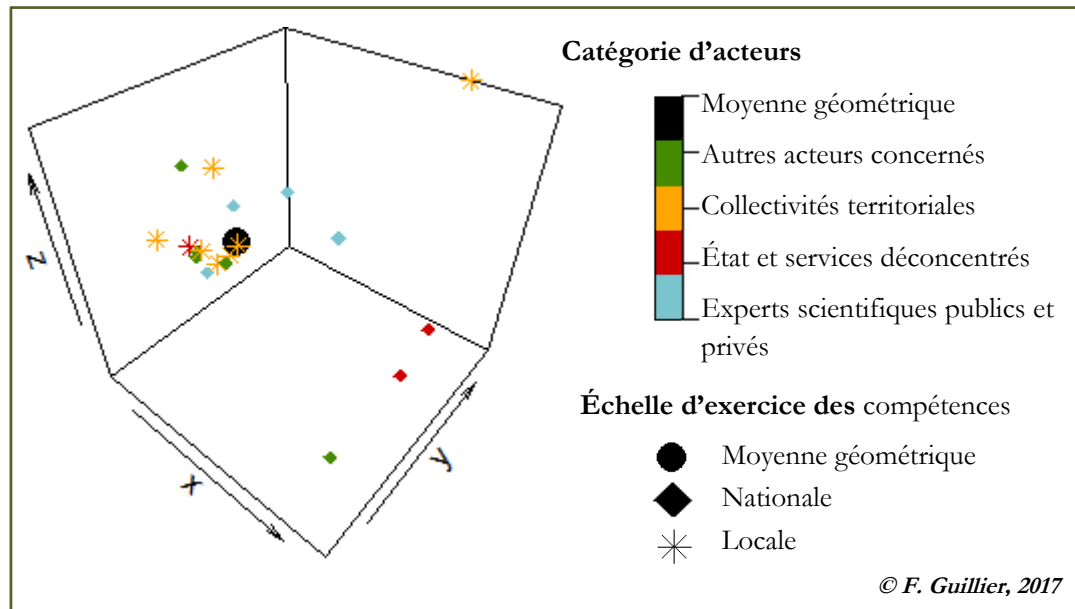 z
x
y
Catégorie d'acteurs
Moyenne géométrique
Autres acteurs concernés
Collectivités territoriales
État et services déconcentrés
Experts scientifiques publics et
privés
Échelle d'exercice des compétences
Moyenne géométrique
Nationale
Locale
© F. Guillier, 2017